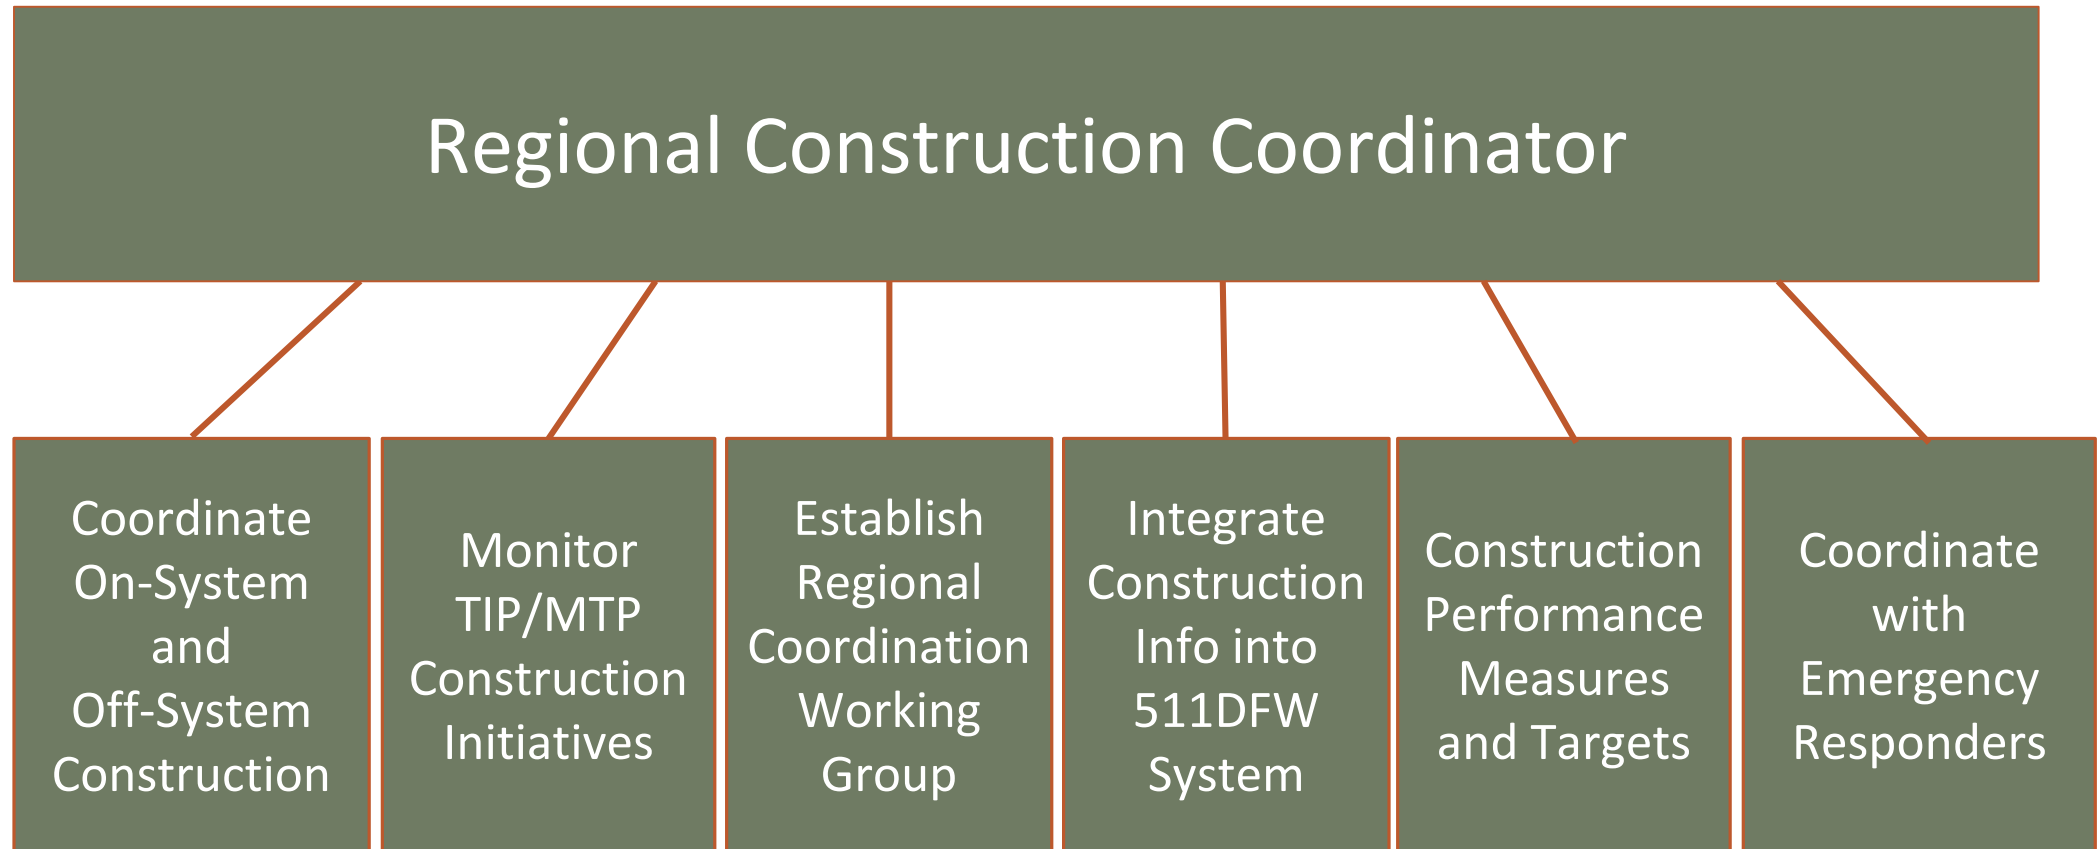 Regional Construction Coordinator
Coordinate
On-System
and
Off-System
Construction
Monitor
TIP/MTP
Construction
Initiatives
Establish
Regional
Coordination
Working
Group
Integrate
Construction
Info into
511DFW
System
Construction
Performance
Measures
and Targets
Coordinate
with
Emergency
Responders